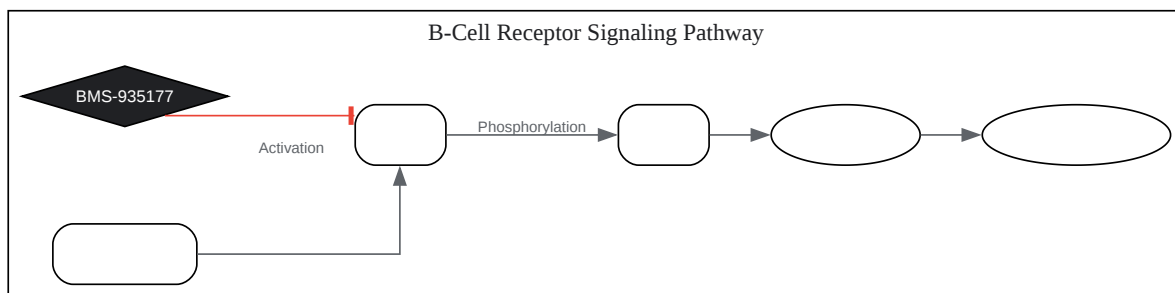 B-Cell Receptor Signaling Pathway
BMS-935177
Activation
Phosphorylation